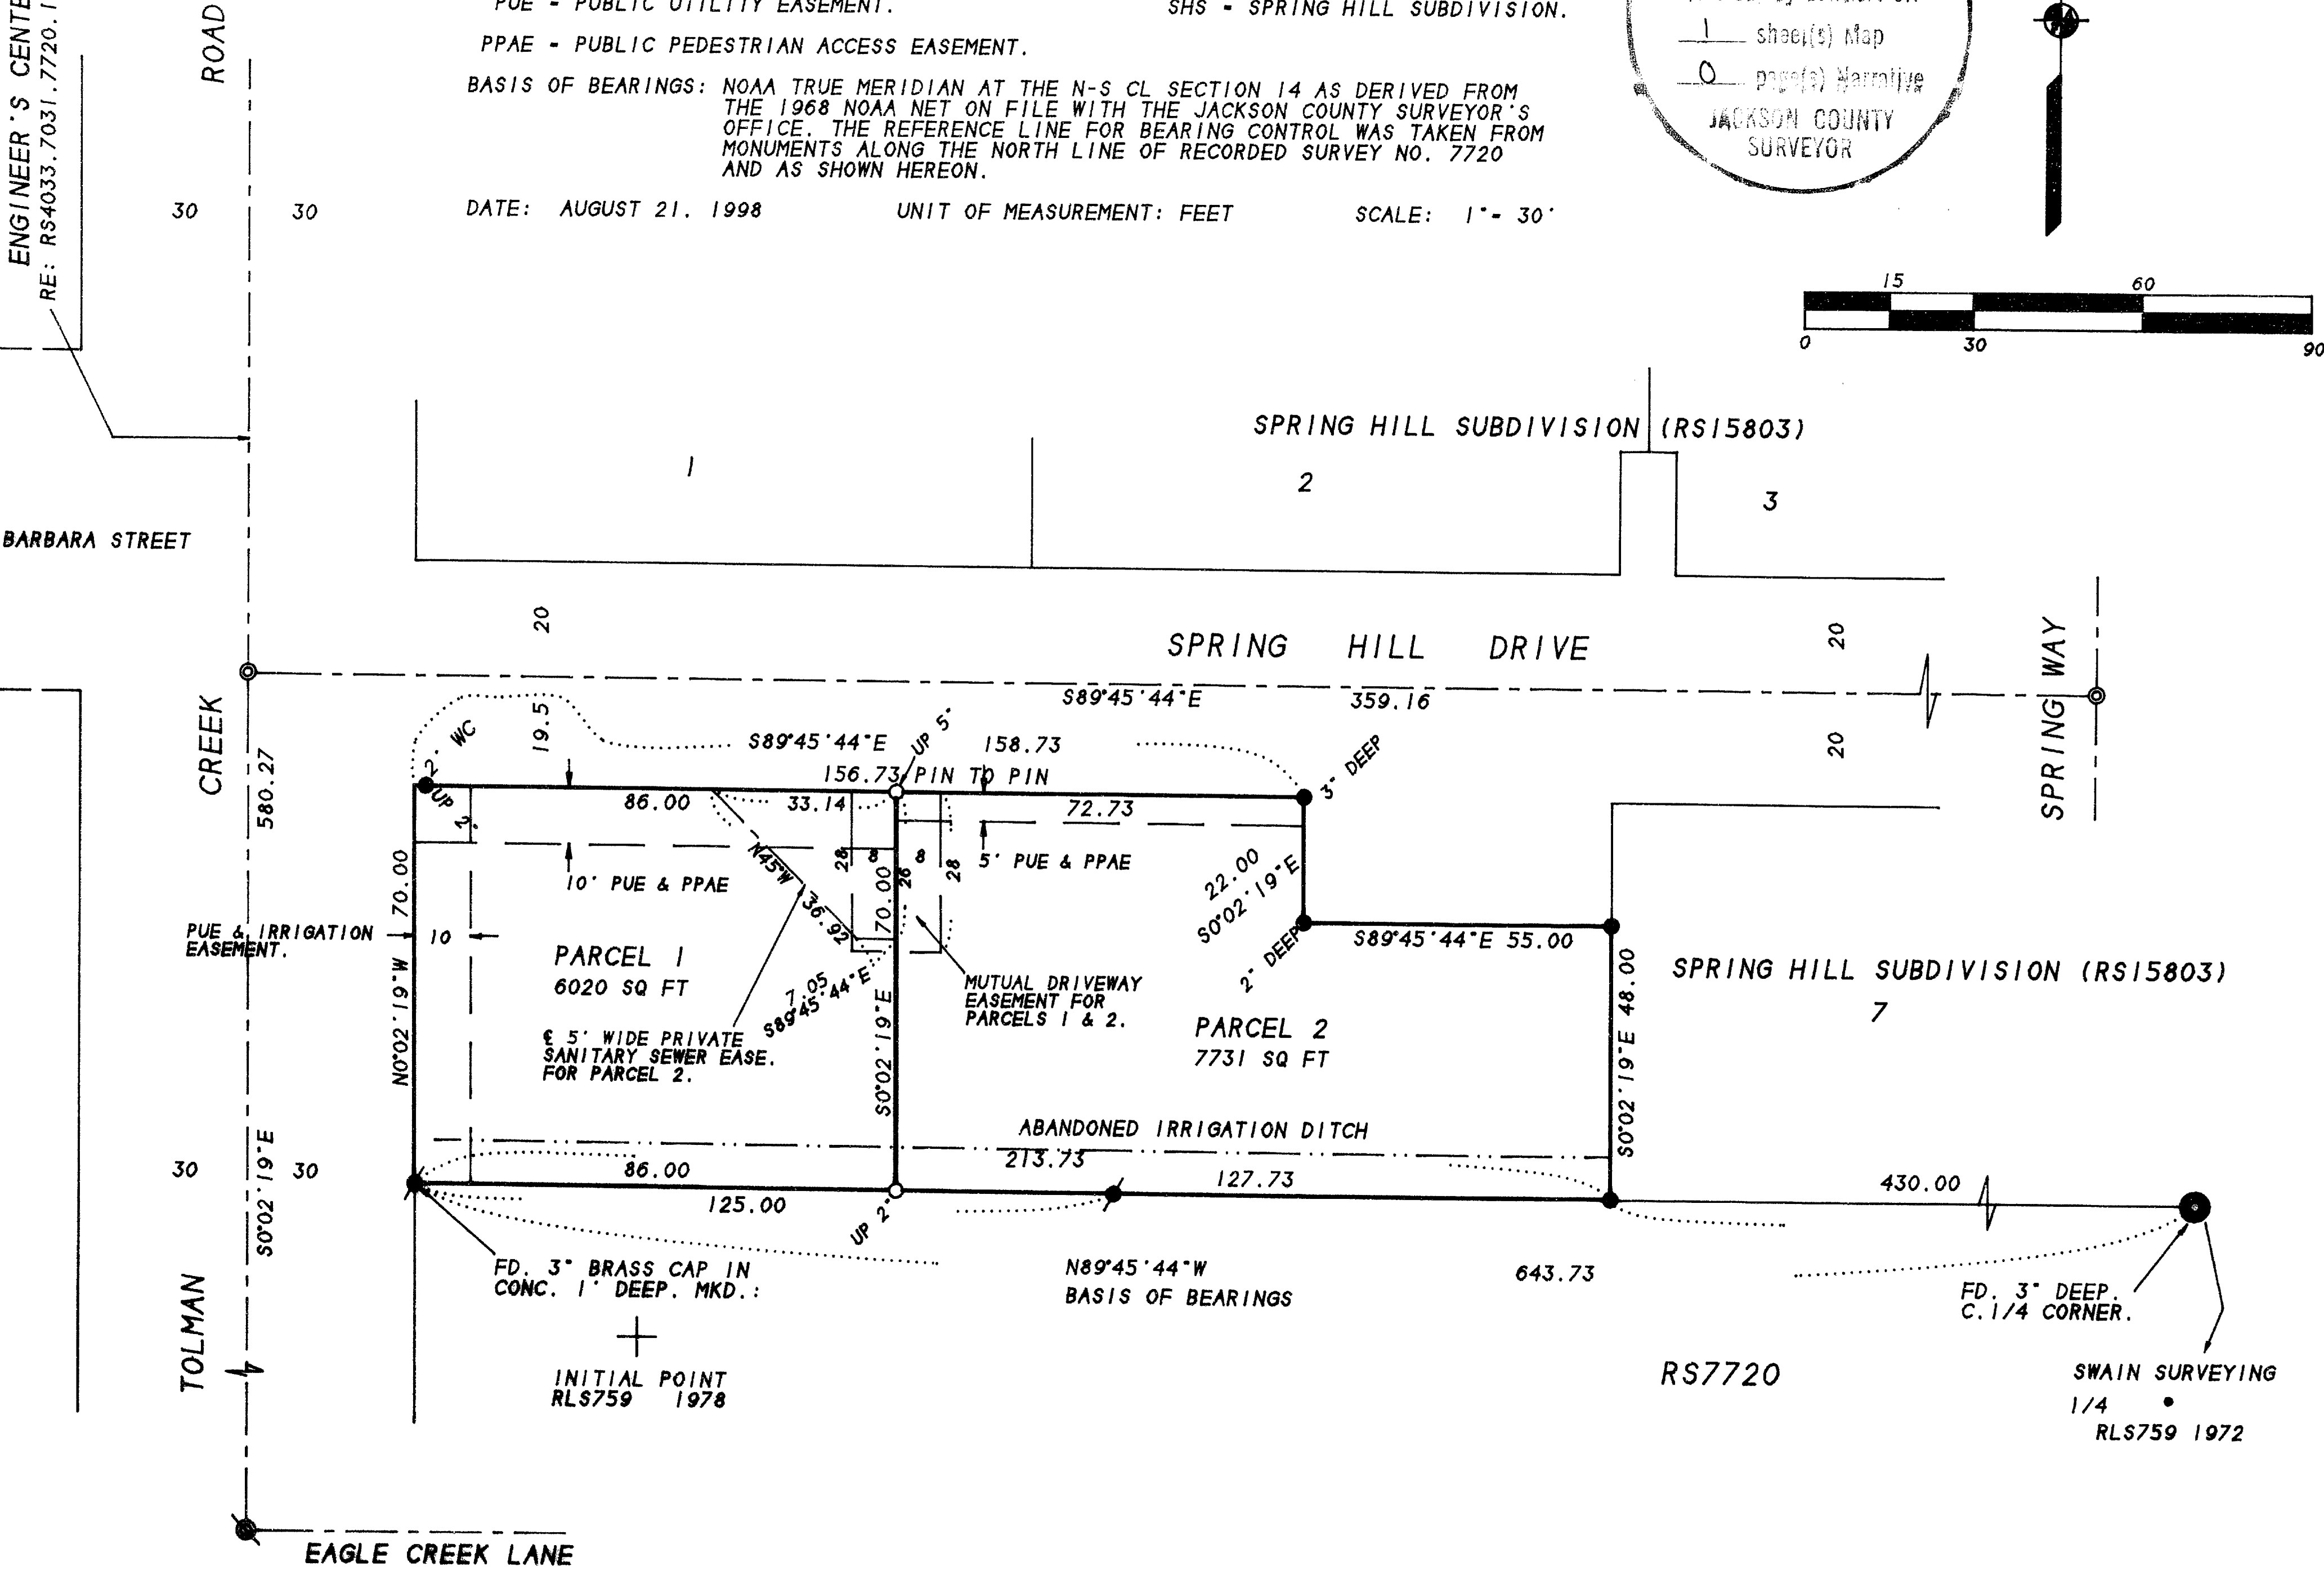 PUE - PUBLIC UTILITY EASEMENT.
SHS - SPRING HILL SUBDIVISION.
PPAE - PUBLIC PEDESTRIAN ACCESS EASEMENT.
BASIS OF BEARINGS: NOAA TRUE MERIDIAN AT THE N-S CL SECTION 14 AS DERIVED FROM
THE 1968 NOAA NET ON FILE WITH THE JACKSON COUNTY SURVEYOR'S
OFFICE. THE REFERENCE LINE FOR BEARING CONTROL WAS TAKEN FROM
MONUMENTS ALONG THE NORTH LINE OF RECORDED SURVEY NO. 7720
AND AS SHOWN HEREON.
DATE: AUGUST 21. 1998
UNIT OF MEASUREMENT: FEET
SCALE: 1"- 30'
1 sheet(s) Map
0 page(s) Narrative
JACKSON COUNTY
SURVEYOR
ENGINEER'S
RE: RS4033.7031.7720.
ROAD
30
30
15
60
0
30
90
SPRING HILL SUBDIVISION (RS15803)
1
2
3
BARBARA STREET
20
SPRING HILL DRIVE
20
SPRING WAY
S89°45'44"E
359.16
20
CREEK
580.27
2' WC
UP 2"
19.5
S89°45'44"E
158.73
UP 5"
156.73 PIN TO PIN
3" DEEP
86.00
33.14
72.73
28
8
26
8
28
5' PUE & PPAE
10' PUE & PPAE
N45°W
36.92
70.00
22.00
S0°02'19"E
N0°02'19"W 70.00
PUE & IRRIGATION
EASEMENT.
10
2" DEEP
S89°45'44"E 55.00
PARCEL 1
6020 SQ FT
7.05
S89°45'44"E
MUTUAL DRIVEWAY
EASEMENT FOR
PARCELS 1 & 2.
S0°02'19"E
PARCEL 2
7731 SQ FT
S0°02'19"E 48.00
SPRING HILL SUBDIVISION (RS15803)
7
℄ 5' WIDE PRIVATE
SANITARY SEWER EASE.
FOR PARCEL 2.
ABANDONED IRRIGATION DITCH
30
S0°02'19"E
30
86.00
213.73
127.73
125.00
UP 2"
430.00
FD. 3" BRASS CAP IN
CONC. 1' DEEP. MKD.:
N89°45'44"W
643.73
BASIS OF BEARINGS
FD. 3" DEEP.
C.1/4 CORNER.
TOLMAN
INITIAL POINT
RLS759 1978
RS7720
SWAIN SURVEYING
1/4
RLS759 1972
EAGLE CREEK LANE